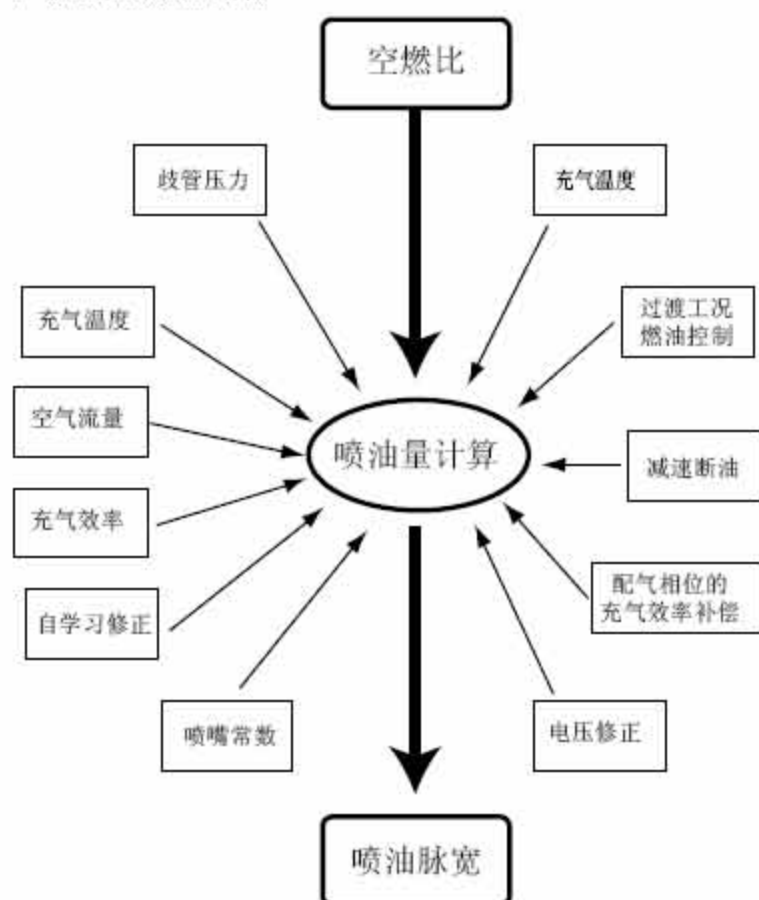 空燃比
歧管压力
充气温度
充气温度
过渡工况
燃油控制
空气流量
喷油量计算
减速断油
充气效率
配气相位的
充气效率补偿
自学习修正
喷嘴常数
电压修正
喷油脉宽